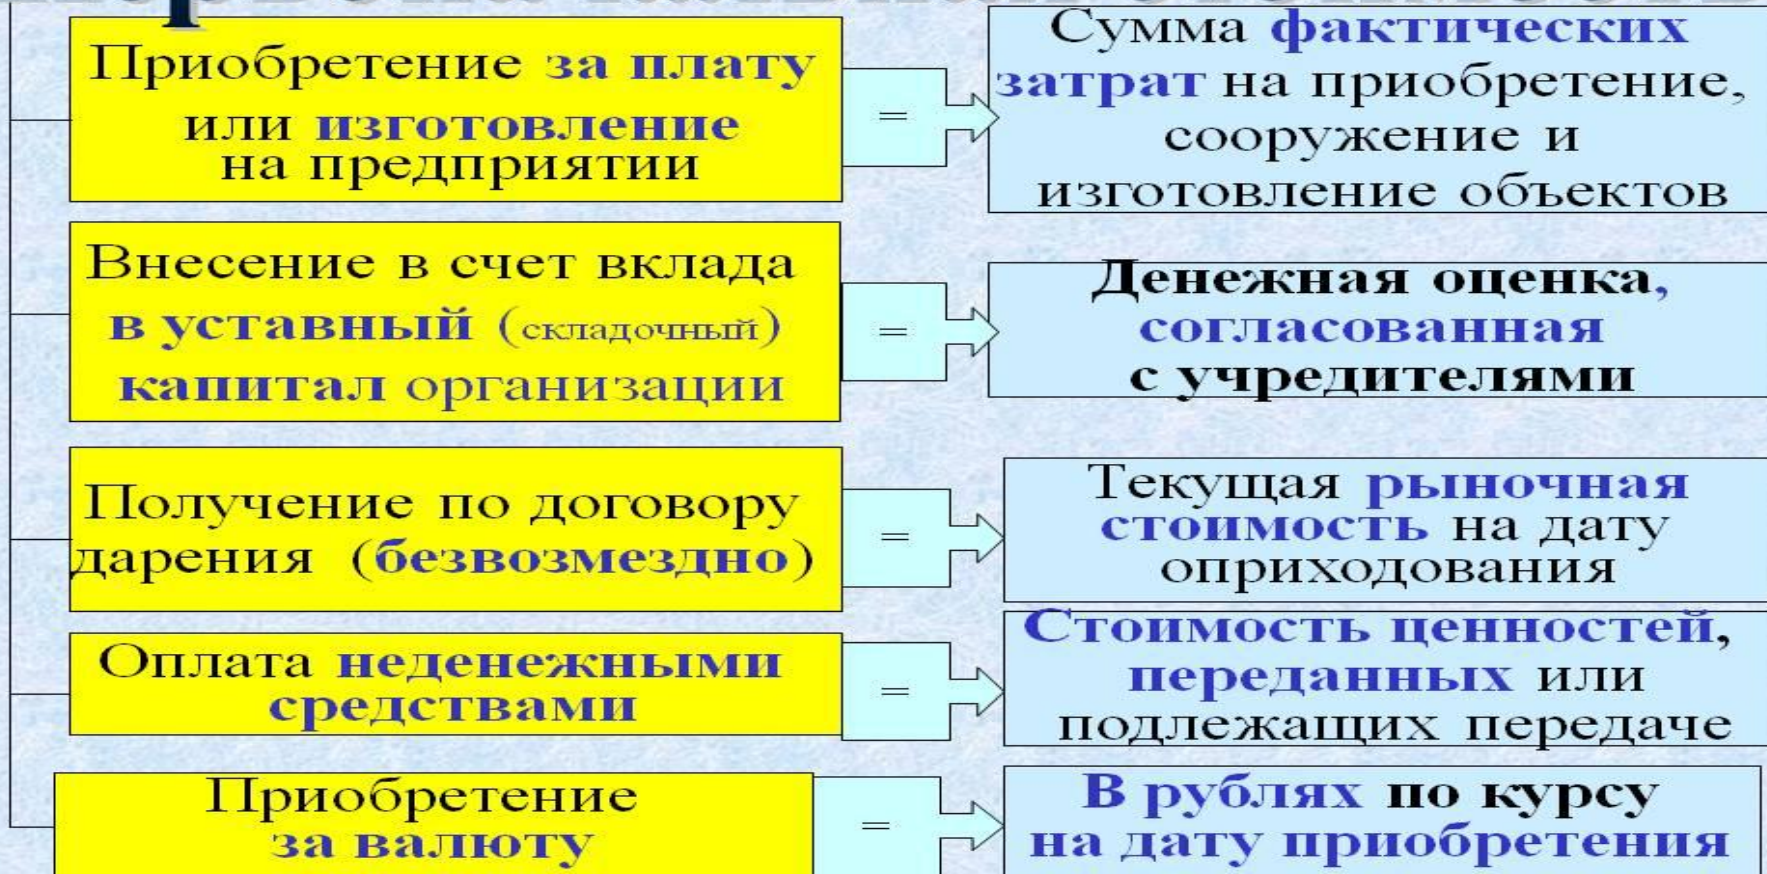 Приобретение за плату
или изготовление
на предприятии
=
Сумма фактических
затрат на приобретение,
сооружение и
изготовление объектов
Внесение в счет вклада
в уставный (складочный)
капитал организации
=
Денежная оценка,
согласованная
с учредителями
Получение по договору
дарения (безвозмездно)
=
Текущая рыночная
стоимость на дату
оприходования
Оплата неденежными
средствами
=
Стоимость ценностей,
переданных или
подлежащих передаче
Приобретение
за валюту
=
В рублях по курсу
на дату приобретения